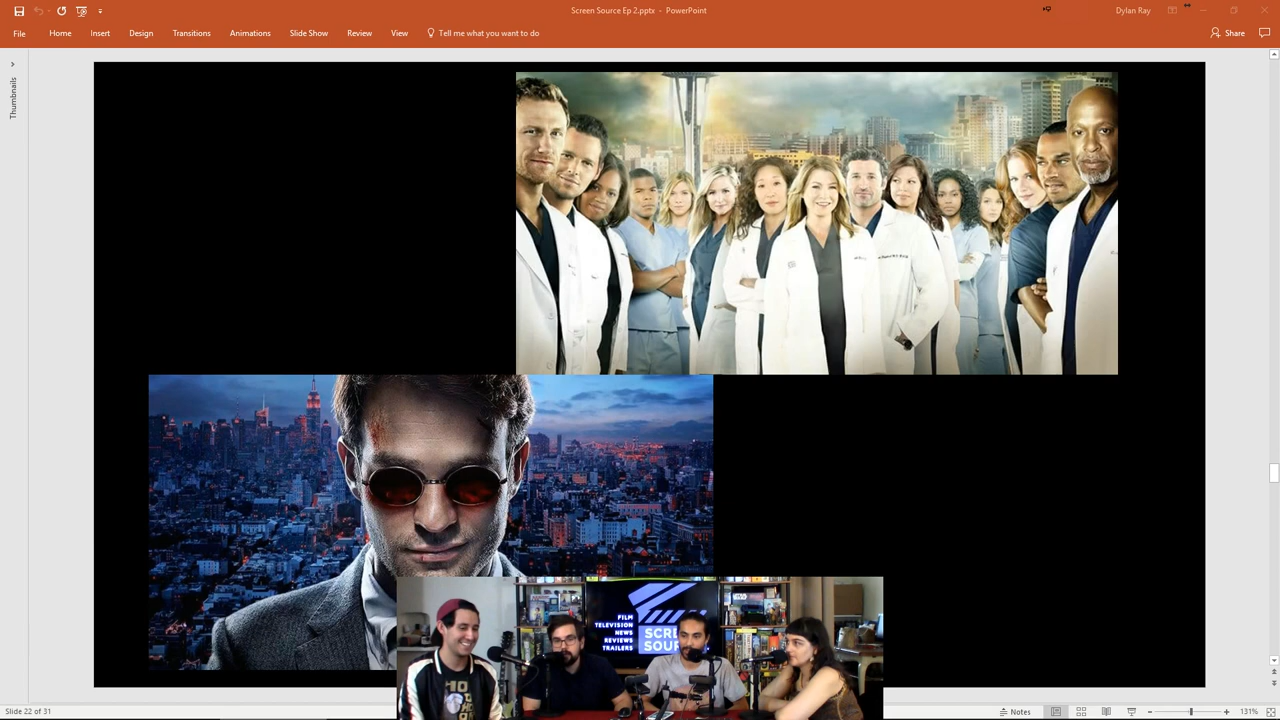 Screen Source Ep 2.pptx - PowerPoint
Dylan Ray
File
Home
Insert
Design
Transitions
Animations
Slide Show
Review
View
Tell me what you want to do
Share
Thumbnails
FILM
TELEVISION
NEWS
REVIEWS
TRAILERS
Slide 22 of 31
Notes
131%